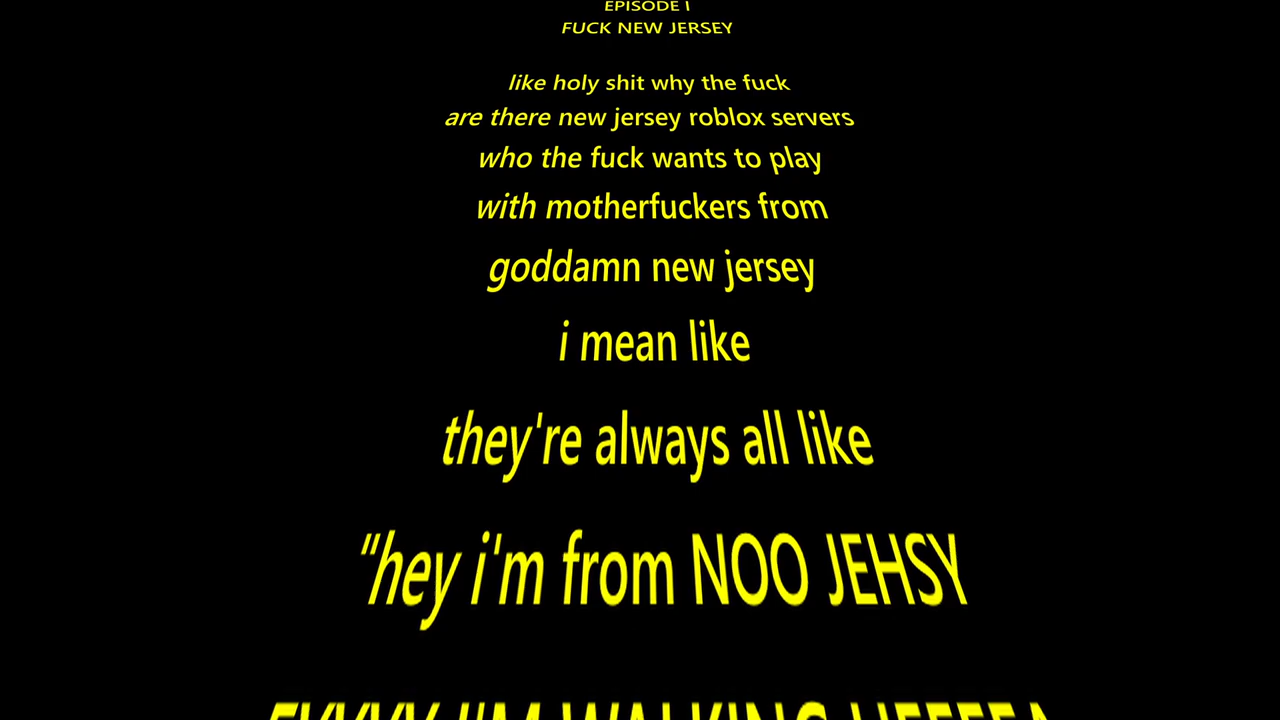 EPISODE I
FUCK NEW JERSEY
like holy shit why the fuck
are there new jersey roblox servers
who the fuck wants to play
with motherfuckers from
goddamn new jersey
i mean like
they're always all like
"hey i'm from NOO JEHSY
I'M WALKING